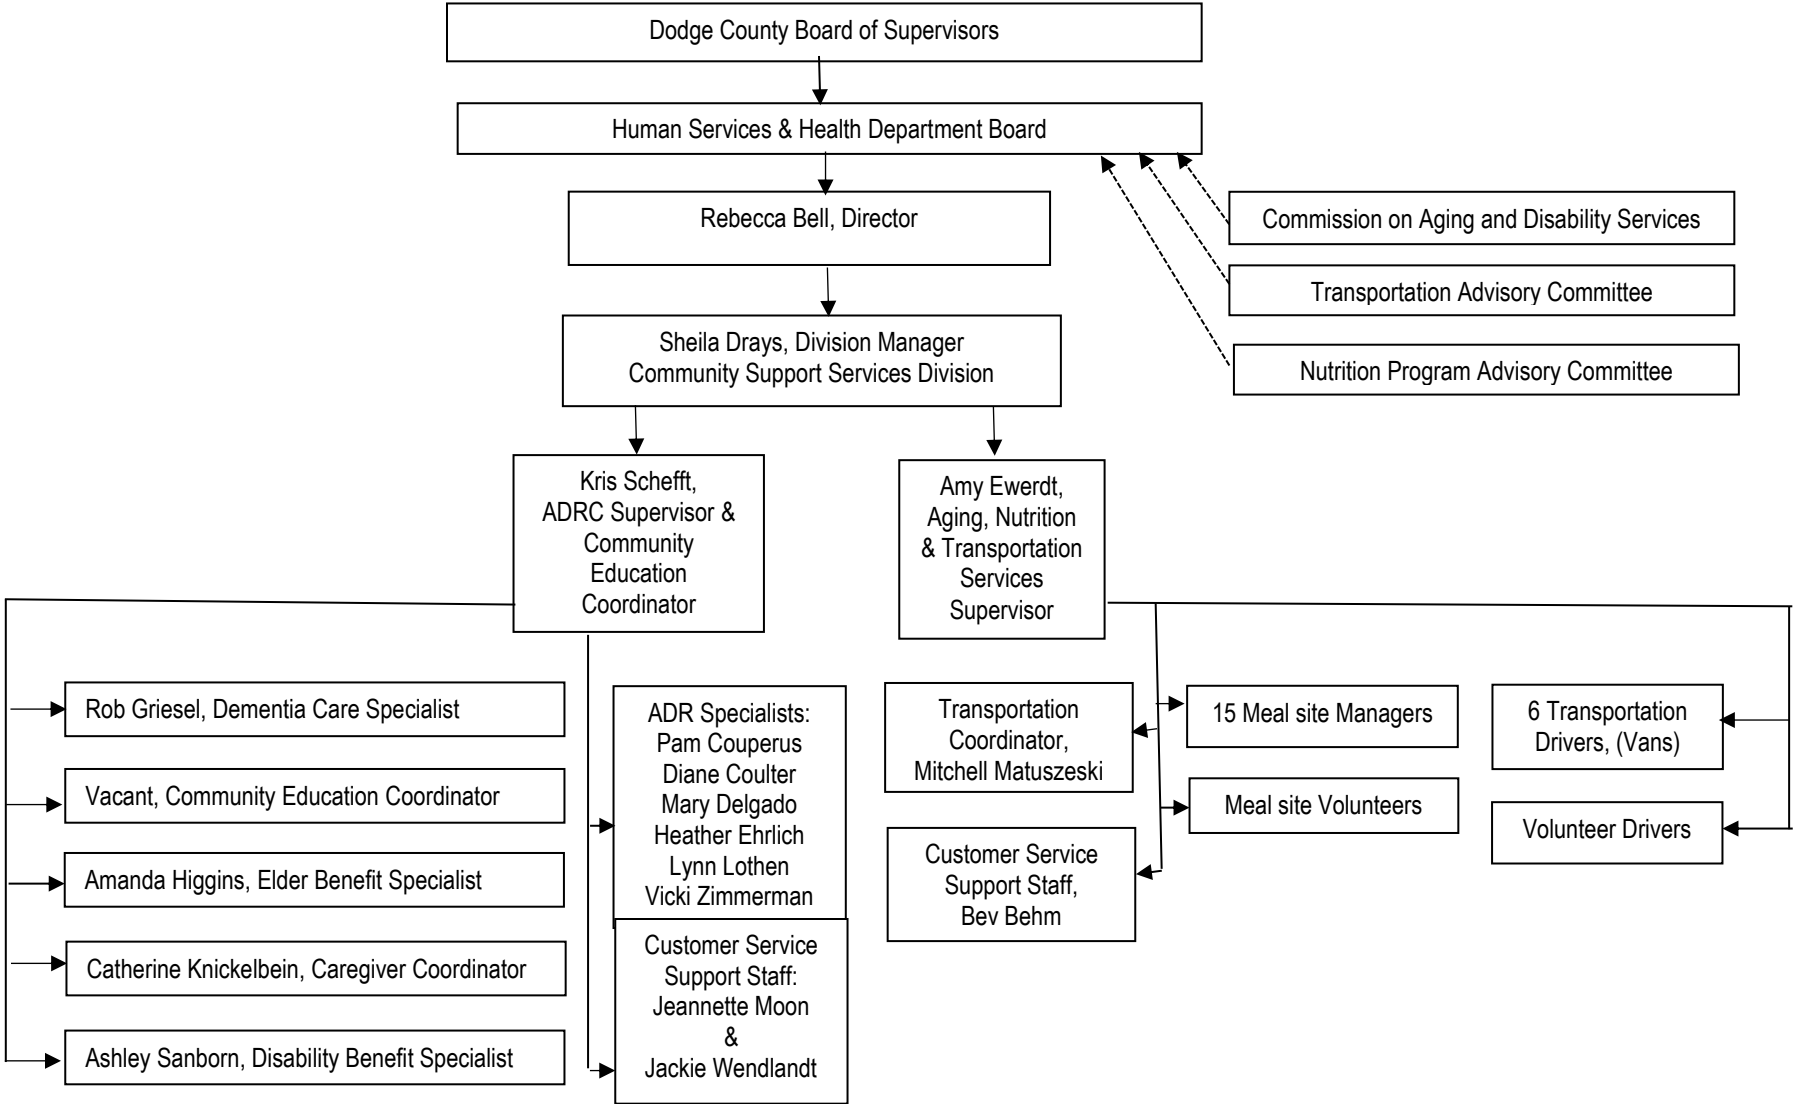 Dodge County Board of Supervisors
Human Services & Health Department Board
Rebecca Bell, Director
Commission on Aging and Disability Services
Transportation Advisory Committee
Nutrition Program Advisory Committee
Sheila Drays, Division Manager
Community Support Services Division
Kris Schefft,
ADRC Supervisor &
Community
Education
Coordinator
Amy Ewerdt,
Aging, Nutrition
& Transportation
Services
Supervisor
Rob Griesel, Dementia Care Specialist
Vacant, Community Education Coordinator
Amanda Higgins, Elder Benefit Specialist
Catherine Knickelbein, Caregiver Coordinator
Ashley Sanborn, Disability Benefit Specialist
ADR Specialists:
Pam Couperus
Diane Coulter
Mary Delgado
Heather Ehrlich
Lynn Lothen
Vicki Zimmerman
Customer Service
Support Staff:
Jeannette Moon
&
Jackie Wendlandt
Transportation
Coordinator,
Mitchell Matuszeski
Customer Service
Support Staff,
Bev Behm
15 Meal site Managers
Meal site Volunteers
6 Transportation
Drivers, (Vans)
Volunteer Drivers